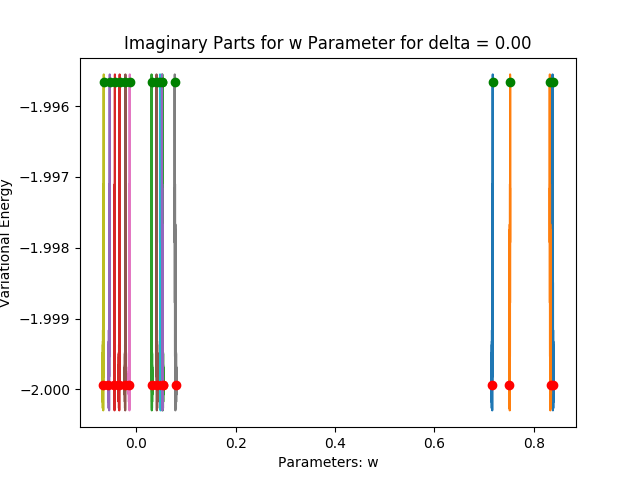 Imaginary Parts for w Parameter for delta = 0.00
Variational Energy
−1.996
−1.997
−1.998
−1.999
−2.000
0.0 0.2 0.4 0.6 0.8
Parameters: w